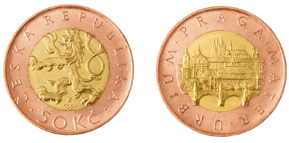 ČESKÁ REPUBLIKA
50 Kč
PRAGA MATER URBIUM